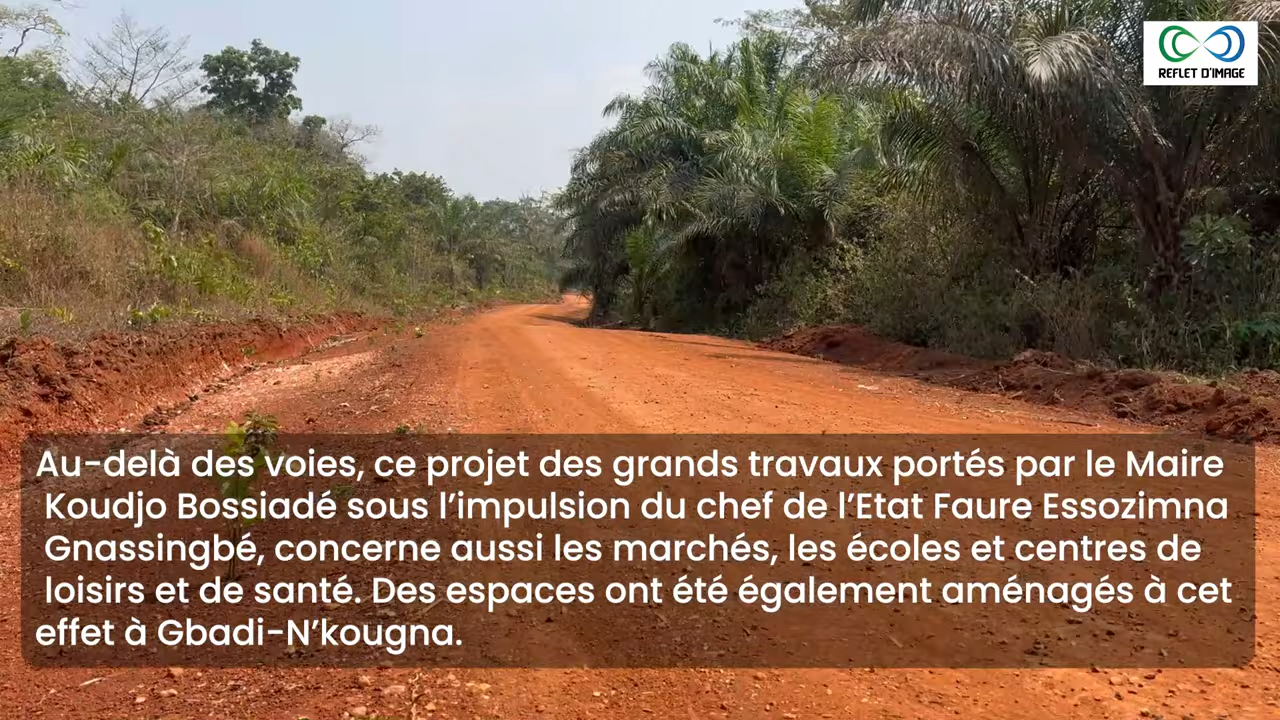 REFLET D'IMAGE
Au-delà des voies, ce projet des grands travaux portés par le Maire
Koudjo Bossiadé sous l'impulsion du chef de l'Etat Faure Essozimna
Gnassingbé, concerne aussi les marchés, les écoles et centres de
loisirs et de santé. Des espaces ont été également aménagés à cet
effet à Gbadi-N'kougna.